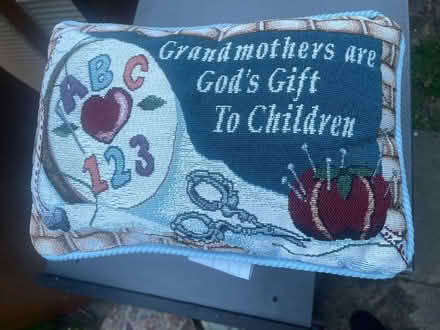 Grandmothers are
God's Gift
To Children
ABC
123